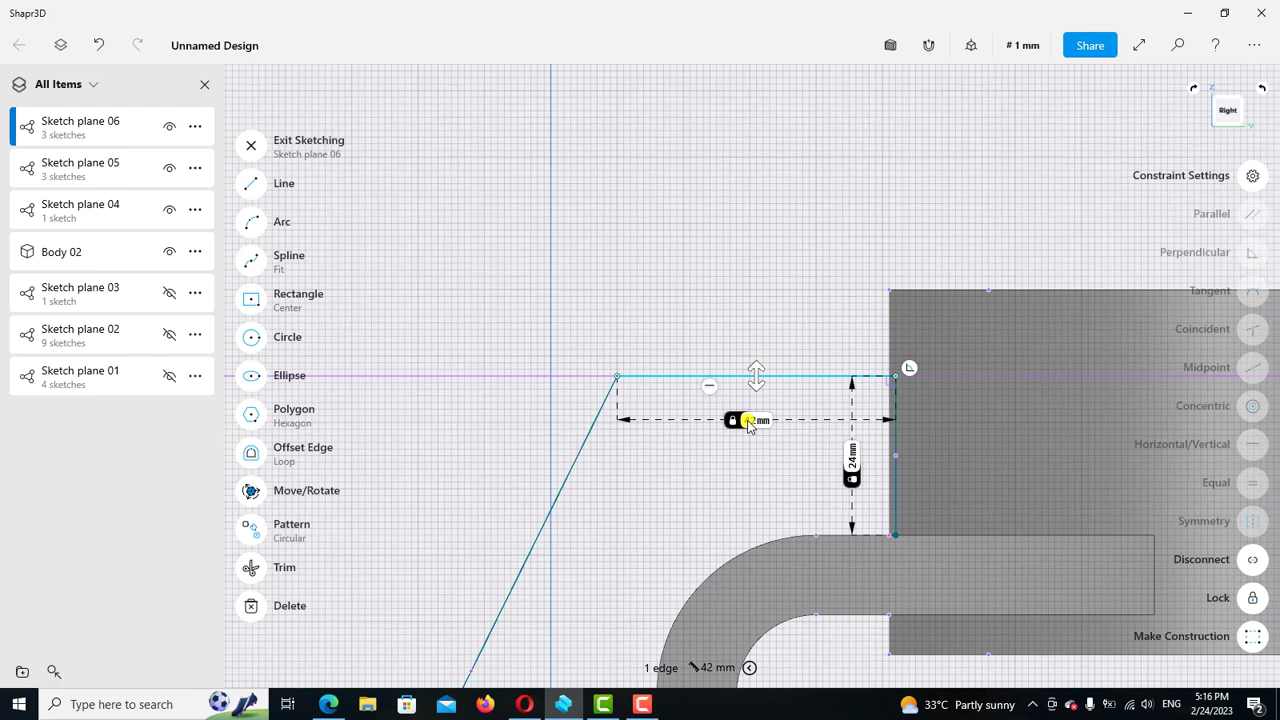 Shapr3D
Unnamed Design
# 1 mm
Share
All Items
Sketch plane 06
3 sketches
Sketch plane 05
3 sketches
Sketch plane 04
1 sketch
Body 02
Sketch plane 03
1 sketch
Sketch plane 02
9 sketches
Sketch plane 01
Exit Sketching
Sketch plane 06
Line
Arc
Spline
Fit
Rectangle
Center
Circle
Ellipse
Polygon
Hexagon
Offset Edge
Loop
Move/Rotate
Pattern
Circular
Trim
Delete
mm
24 mm
Z
Right
Y
Constraint Settings
Parallel
Perpendicular
Tangent
Coincident
Midpoint
Concentric
Horizontal/Vertical
Equal
Symmetry
Disconnect
Lock
Make Construction
1 edge 42 mm
Type here to search
33°C Partly sunny
ENG
5:16 PM
2/24/2023